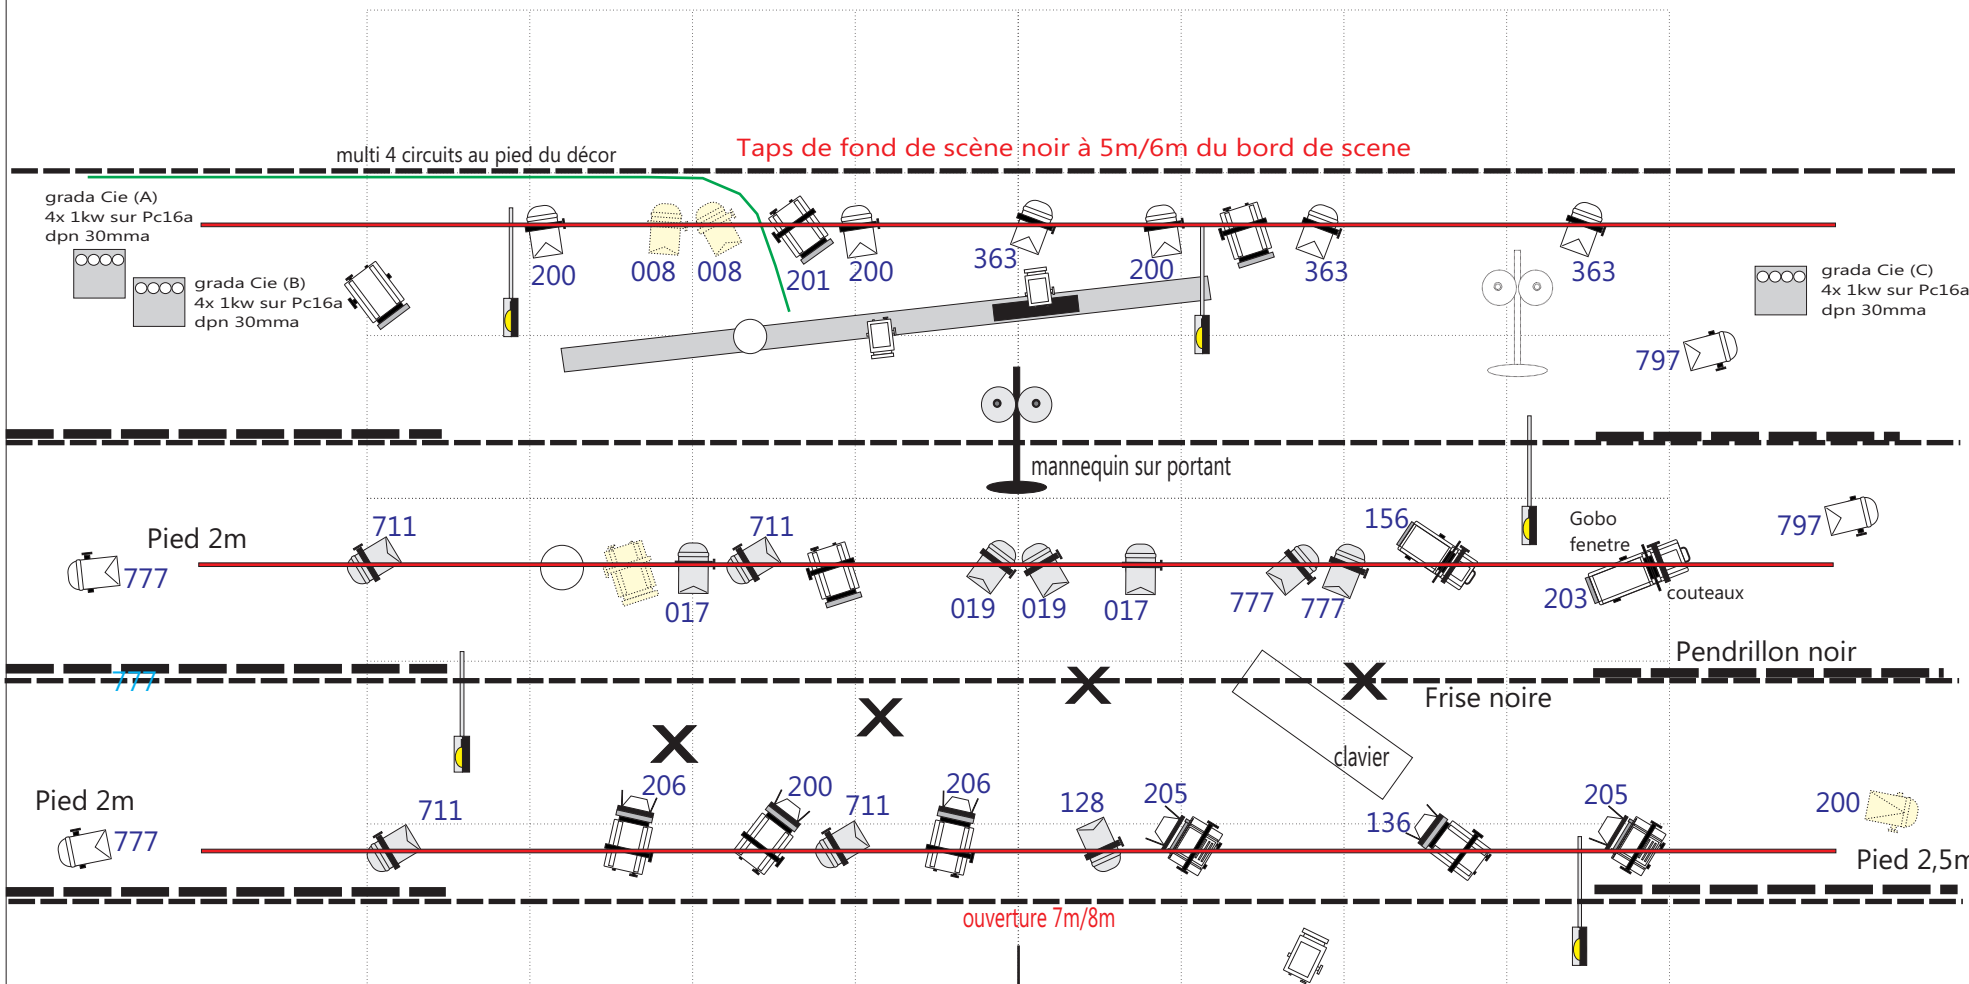 Taps de fond de scène noir à 5m/6m du bord de scene
multi 4 circuits au pied du décor
grada Cie (A)
4x 1kw sur Pc16a
dpn 30mma
grada Cie (B)
4x 1kw sur Pc16a
dpn 30mma
200
008
008
201
200
363
200
363
363
grada Cie (C)
4x 1kw sur Pc16a
dpn 30mma
797
mannequin sur portant
Pied 2m
777
711
711
017
019
019
017
777
777
156
Gobo
fenetre
203
couteaux
797
777
Pendrillon noir
Frise noire
clavier
Pied 2m
777
711
206
200
711
206
128
205
136
205
200
Pied 2,5m
ouverture 7m/8m